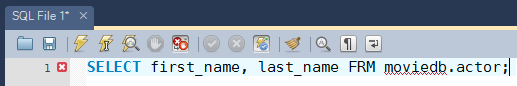 SQL File 1*
1 SELECT first_name, last_name FRM moviedb.actor;